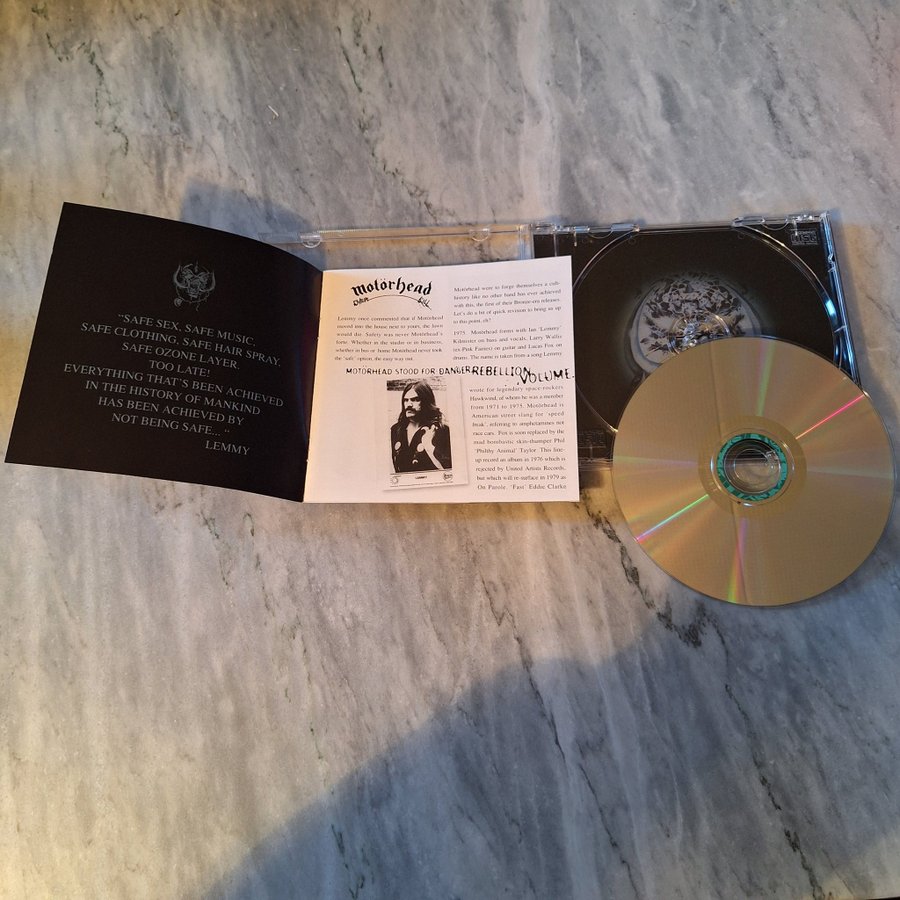 "SAFE SEX, SAFE MUSIC,
SAFE CLOTHING, SAFE HAIR SPRAY,
SAFE OZONE LAYER,
TOO LATE!
EVERYTHING THAT'S BEEN ACHIEVED
IN THE HISTORY OF MANKIND
HAS BEEN ACHIEVED BY
NOT BEING SAFE... "
LEMMY
motörhead
Lemmy once commented that if Motörhead
moved into the house next to yours, the lawn
would die. Safety was never Motörhead's
forte. Whether in the studio or in business,
whether in bus or home Motörhead never took
the 'safe' option, the easy way out.
Motörhead were to forge themselves a cult-
history like no other band has ever achieved
with this, the first of their Bronze-era releases.
Let's do a bit of quick revision to bring us up
to this point, eh?
1975. Motörhead forms with Ian 'Lemmy'
Kilmister on bass and vocals, Larry Wallis
(ex-Pink Fairies) on guitar and Lucas Fox on
drums. The name is taken from a song Lemmy
MOTÖRHEAD STOOD FOR DANGER REBELLION VOLUME
wrote for legendary space-rockers
Hawkwind, of whom he was a member
from 1971 to 1975. Motörhead is
American street slang for 'speed
freak', referring to amphetamines not
race cars. Fox is soon replaced by the
mad bombastic skin-thumper Phil
'Philthy Animal' Taylor. This line-
up record an album in 1976 which is
rejected by United Artists Records,
but which will re-surface in 1979 as
On Parole. 'Fast' Eddie Clarke
LEMMY